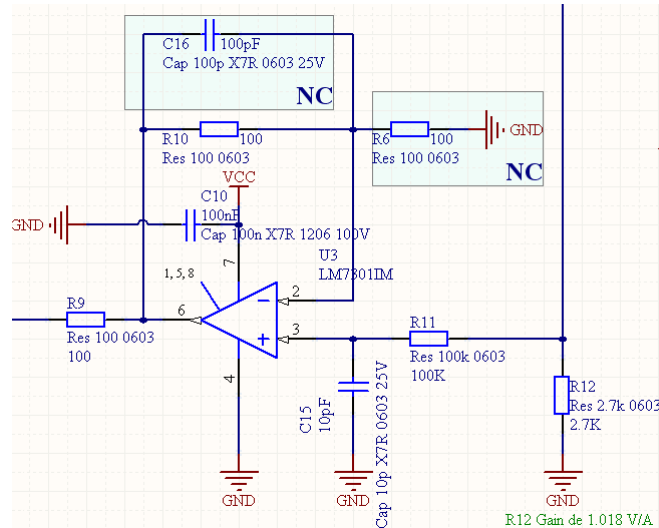 C16 100pF
Cap 100p X7R 0603 25V
NC
R10 100
Res 100 0603
R6 100
Res 100 0603
GND
NC
VCC
C10
100nF
GND
Cap 100n X7R 1206 100V
U3
LM7301IM
1, 5, 8
7
2
3
6
4
R9
Res 100 0603
100
R11
Res 100k 0603
100K
C15
10pF
Cap 10p X7R 0603 25V
R12
Res 2.7k 0603
2.7K
GND
GND
GND
R12 Gain de 1.018 V/A